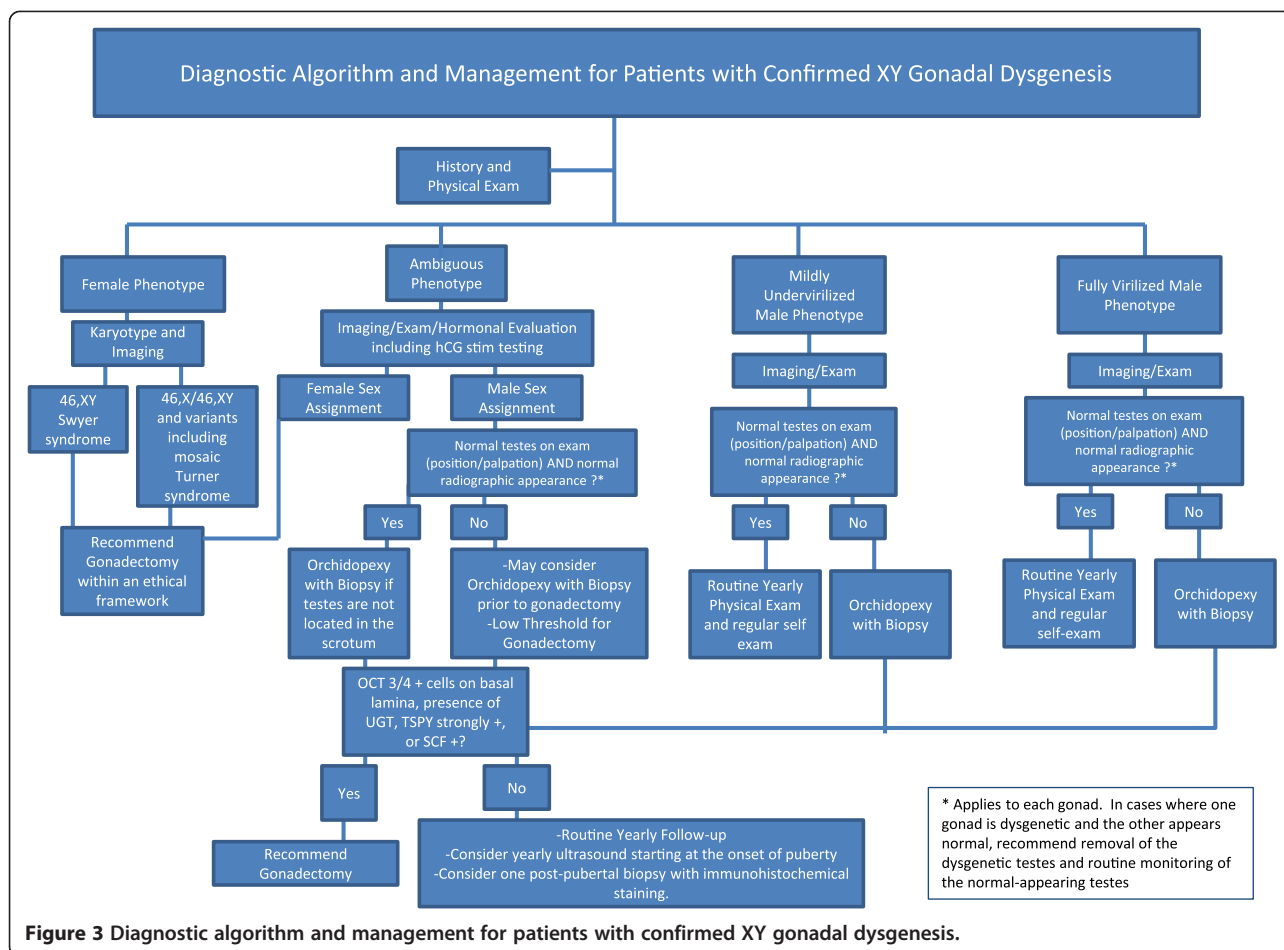 Diagnostic Algorithm and Management for Patients with Confirmed XY Gonadal Dysgenesis
History and
Physical Exam
Female Phenotype
Karyotype and
Imaging
46,XY
Swyer
syndrome
46,X/46,XY
and variants
including
mosaic
Turner
syndrome
Recommend
Gonadectomy
within an ethical
framework
Ambiguous
Phenotype
Imaging/Exam/Hormonal Evaluation
including hCG stim testing
Female Sex
Assignment
Male Sex
Assignment
Normal testes on exam
(position/palpation) AND normal
radiographic appearance ?*
Yes
No
Orchidopexy
with Biopsy if
testes are not
located in the
scrotum
-May consider
Orchidopexy with Biopsy
prior to gonadectomy
-Low Threshold for
Gonadectomy
OCT 3/4 + cells on basal
lamina, presence of
UGT, TSPY strongly +,
or SCF +?
Yes
No
Recommend
Gonadectomy
-Routine Yearly Follow-up
-Consider yearly ultrasound starting at the onset of puberty
-Consider one post-pubertal biopsy with immunohistochemical
staining.
Mildly
Undervirilized
Male Phenotype
Imaging/Exam
Normal testes on exam
(position/palpation) AND
normal radiographic
appearance ?*
Yes
No
Routine Yearly
Physical Exam
and regular self
exam
Orchidopexy
with Biopsy
Fully Virilized Male
Phenotype
Imaging/Exam
Normal testes on exam
(position/palpation) AND
normal radiographic
appearance ?*
Yes
No
Routine Yearly
Physical Exam
and regular
self-exam
Orchidopexy
with Biopsy
* Applies to each gonad. In cases where one
gonad is dysgenetic and the other appears
normal, recommend removal of the
dysgenetic testes and routine monitoring of
the normal-appearing testes
Figure 3 Diagnostic algorithm and management for patients with confirmed XY gonadal dysgenesis.